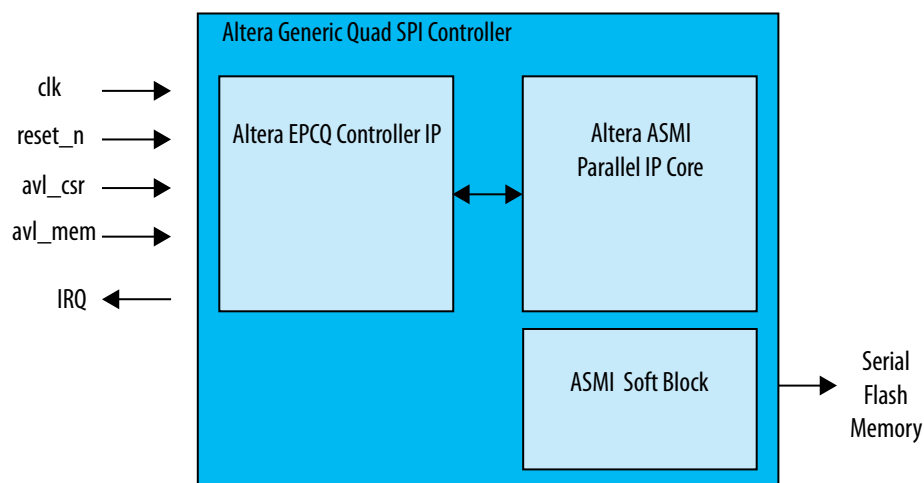 Altera Generic Quad SPI Controller
clk
reset_n
avl_csr
avl_mem
IRQ
Altera EPCQ Controller IP
Altera ASMI
Parallel IP Core
ASMI Soft Block
Serial
Flash
Memory